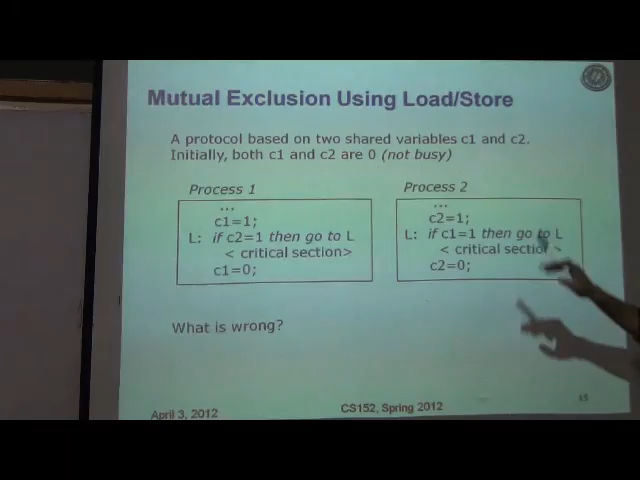 Mutual Exclusion Using Load/Store
A protocol based on two shared variables c1 and c2.
Initially, both c1 and c2 are 0 (not busy)
Process 1
...
c1=1;
L: if c2=1 then go to L
< critical section>
c1=0;
Process 2
...
c2=1;
L: if c1=1 then go to L
< critical section>
c2=0;
What is wrong?
April 3, 2012
CS152, Spring 2012
15